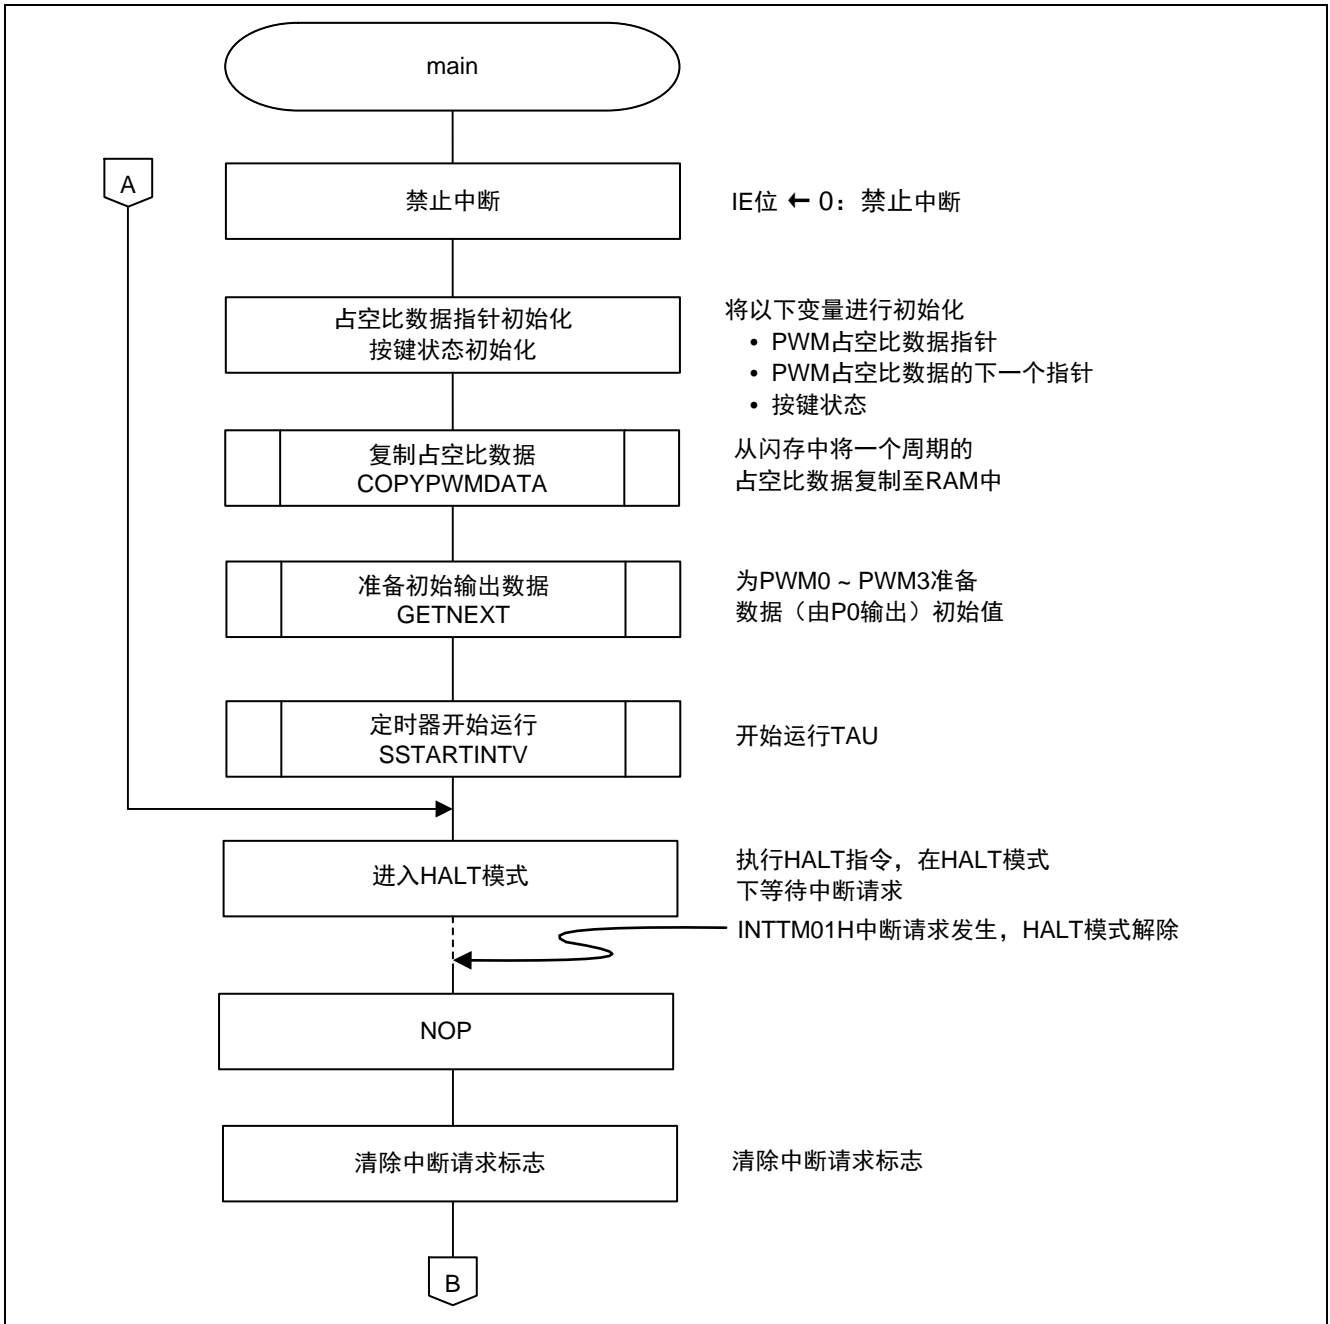 main
A
禁止中断
IE位 ← 0：禁止中断
占空比数据指针初始化
按键状态初始化
将以下变量进行初始化
• PWM占空比数据指针
• PWM占空比数据的下一个指针
• 按键状态
复制占空比数据
COPYPWMDATA
从闪存中将一个周期的
占空比数据复制至RAM中
准备初始输出数据
GETNEXT
为PWM0 ~ PWM3准备
数据（由P0输出）初始值
定时器开始运行
SSTARTINTV
开始运行TAU
进入HALT模式
执行HALT指令，在HALT模式
下等待中断请求
INTTM01H中断请求发生，HALT模式解除
NOP
清除中断请求标志
清除中断请求标志
B